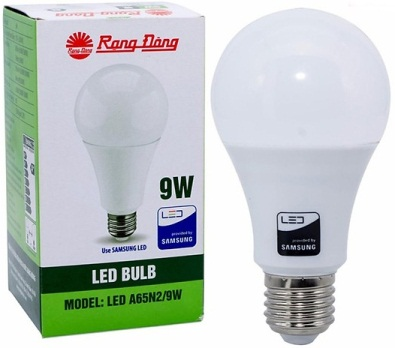 Rạng Đông
9W
LED
provided by
SAMSUNG
Use SAMSUNG LED
LED BULB
MODEL: LED A65N2/9W
LED
provided by
SAMSUNG